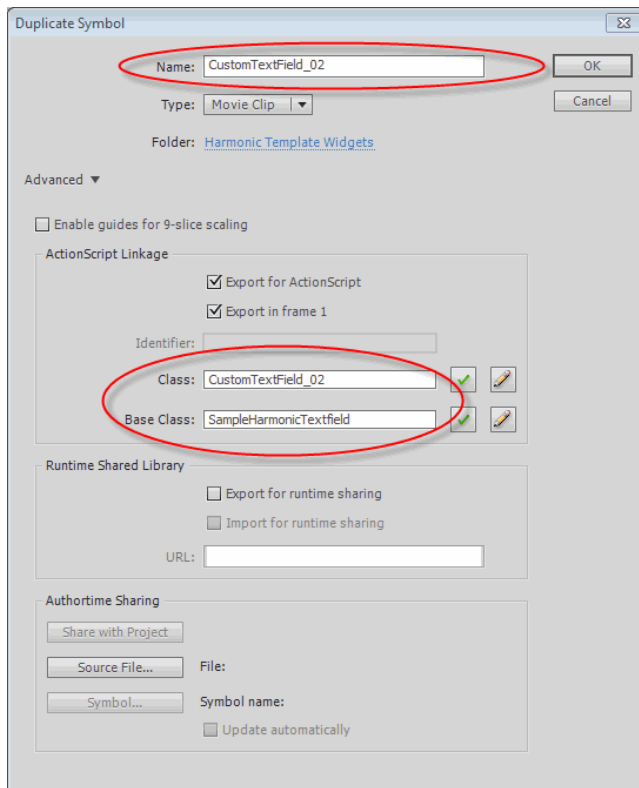 Duplicate Symbol
Name: CustomTextField_02
OK
Type: Movie Clip
Cancel
Folder: Harmonic Template Widgets
Advanced
Enable guides for 9-slice scaling
ActionScript Linkage
Export for ActionScript
Export in frame 1
Identifier:
Class: CustomTextField_02
Base Class: SampleHarmonicTextfield
Runtime Shared Library
Export for runtime sharing
Import for runtime sharing
URL:
Authortime Sharing
Share with Project
Source File... File:
Symbol... Symbol name:
Update automatically